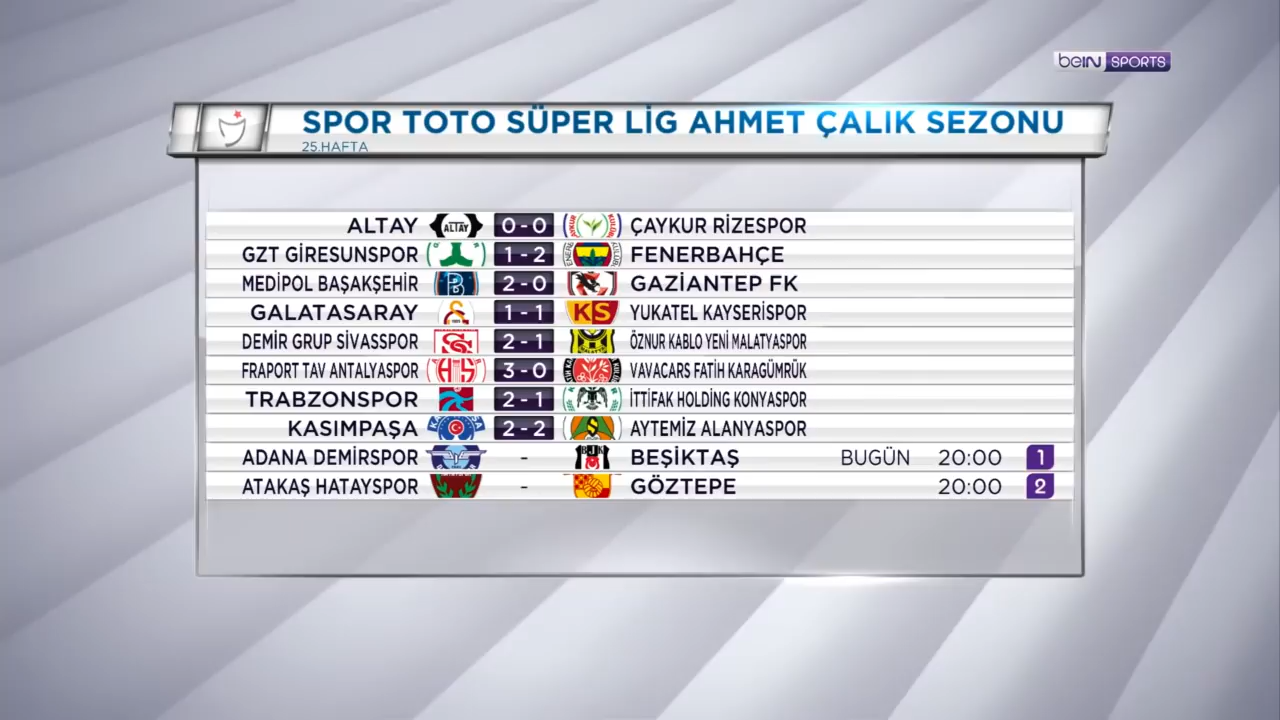 beIN SPORTS
SPOR TOTO SÜPER LİG AHMET ÇALIK SEZONU
25.HAFTA
ALTAY ALTAY 0-0 ÇAYKUR RİZESPOR
GZT GİRESUNSPOR 1-2 FENERBAHÇE
MEDİPOL BAŞAKŞEHİR 2-0 GAZİANTEP FK
GALATASARAY 1-1 KS YUKATEL KAYSERİSPOR
DEMİR GRUP SİVASSPOR 2-1 ÖZNUR KABLO YENİ MALATYASPOR
FRAPORT TAV ANTALYASPOR 3-0 VAVACARS FATİH KARAGÜMRÜK
TRABZONSPOR 2-1 İTTİFAK HOLDİNG KONYASPOR
KASIMPAŞA 2-2 AYTEMİZ ALANYASPOR
ADANA DEMİRSPOR - BJK BEŞİKTAŞ BUGÜN 20:00 1
ATAKAŞ HATAYSPOR - GÖZTEPE 20:00 2